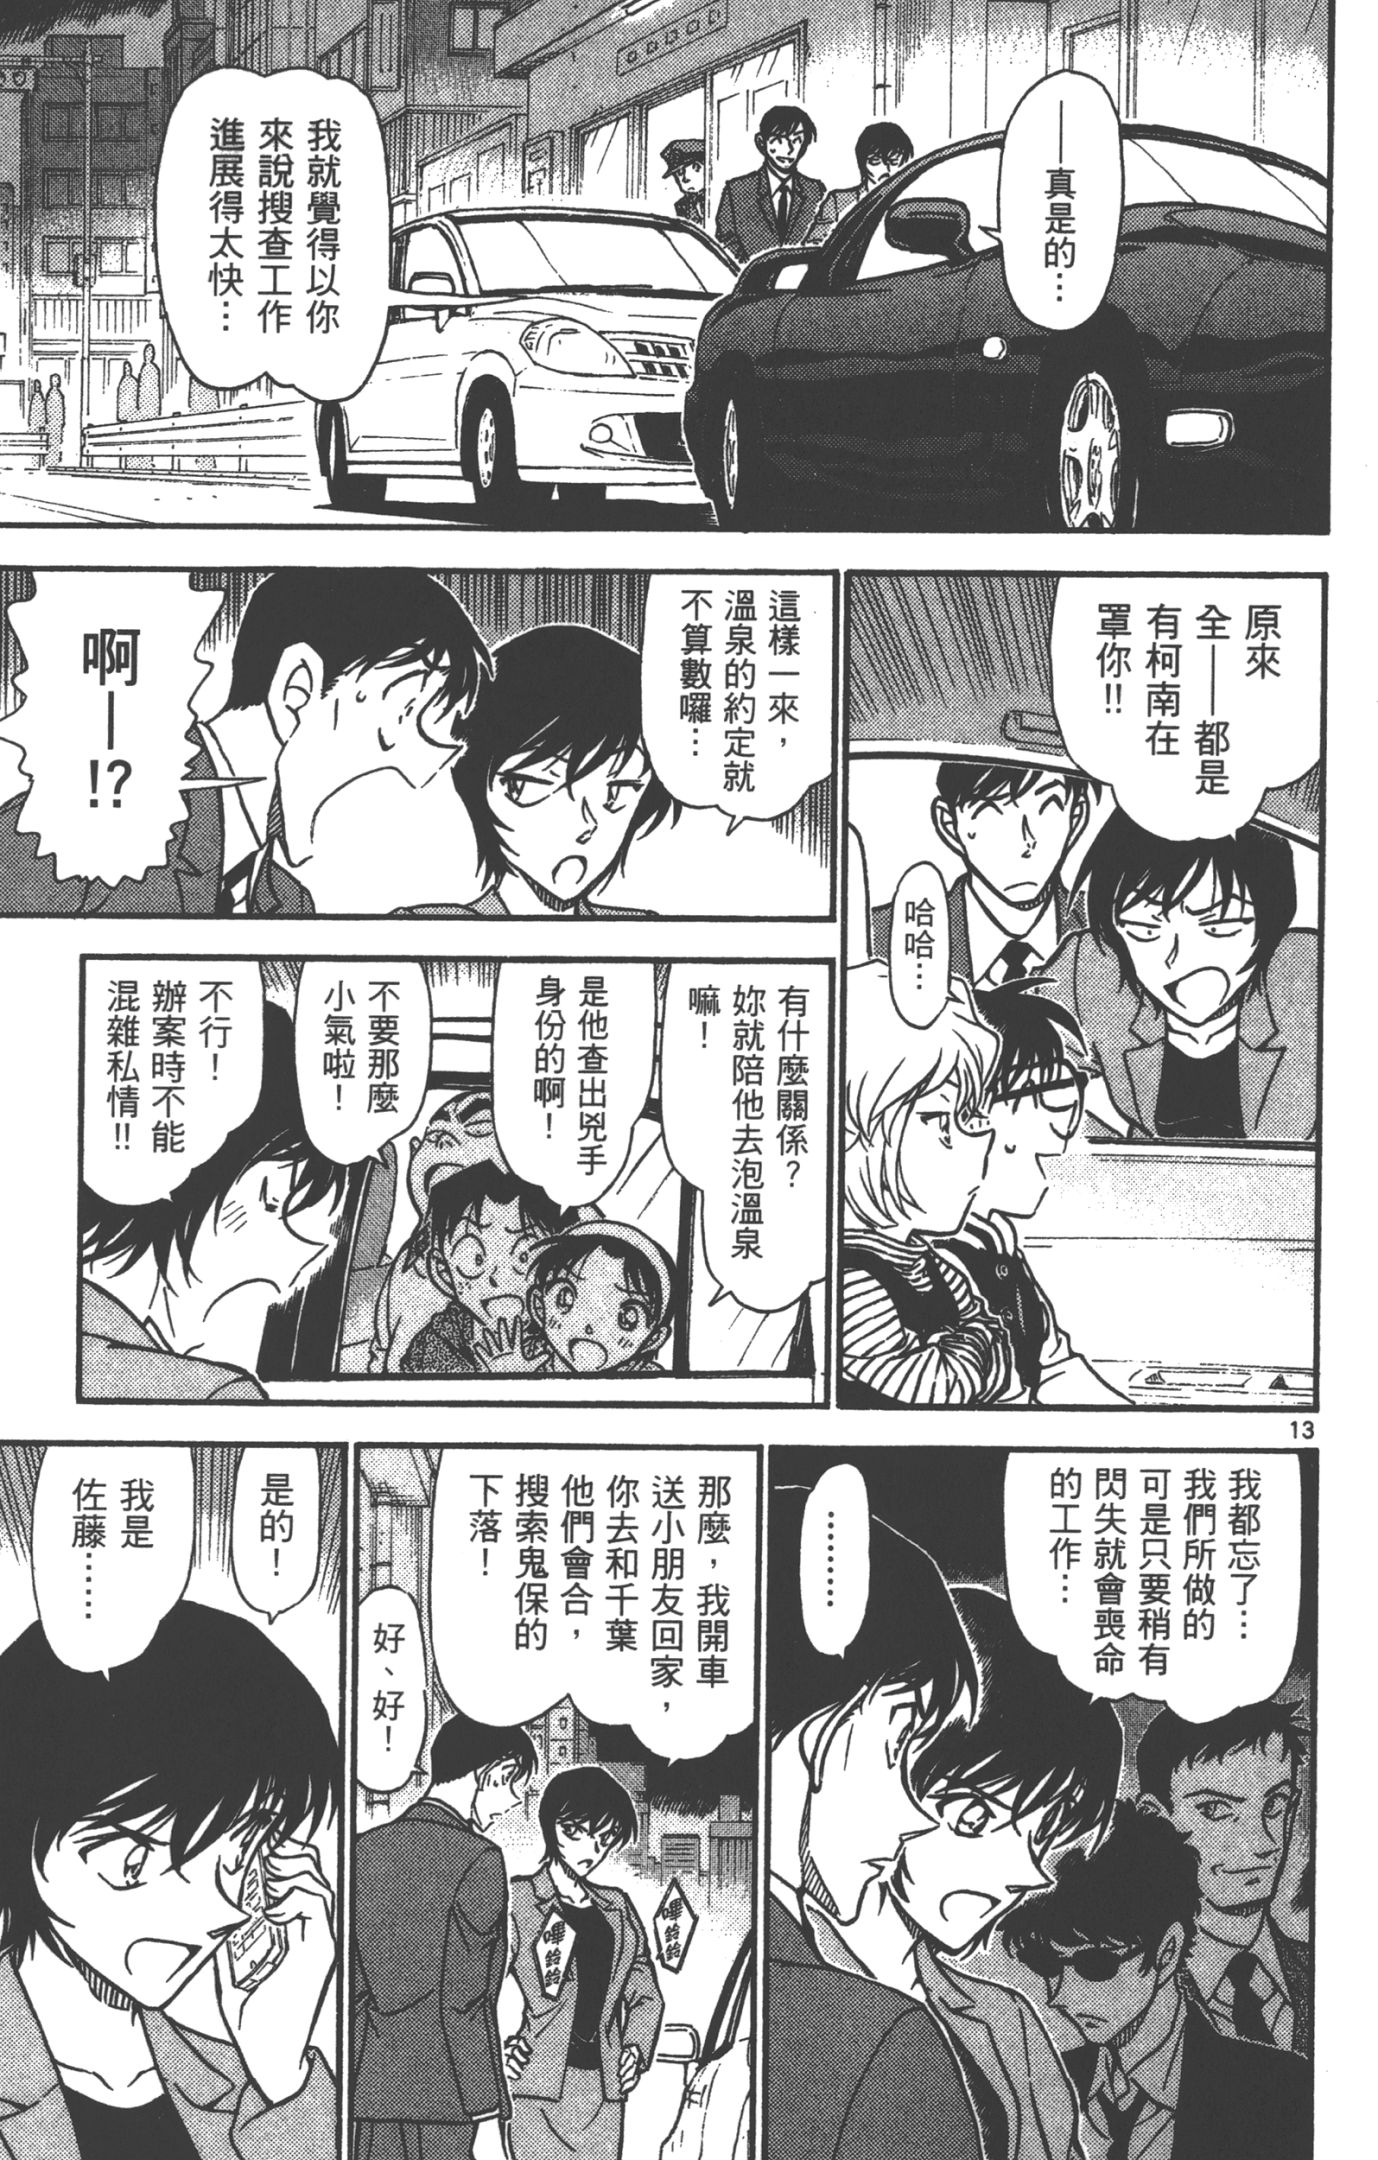 ──真是的…
我就覺得以你
來說搜查工作
進展得太快…
原來
全──都是
有柯南在
罩你!!
哈哈…
這樣一來，
溫泉的約定就
不算數囉…
啊─!?
有什麼關係？
妳就陪他去泡溫泉
嘛！
是他查出兇手
身份的啊！
不要那麼
小氣啦！
不行！
辦案時不能
混雜私情!!
13
我都忘了…
我們所做的
可是只要稍有
閃失就會喪命
的工作…
………
那麼，我開車
送小朋友回家，
你去和千葉
他們會合，
搜索鬼保的
下落！
好、好！
嗶鈴鈴
嗶鈴鈴
是的！
我是
佐藤……